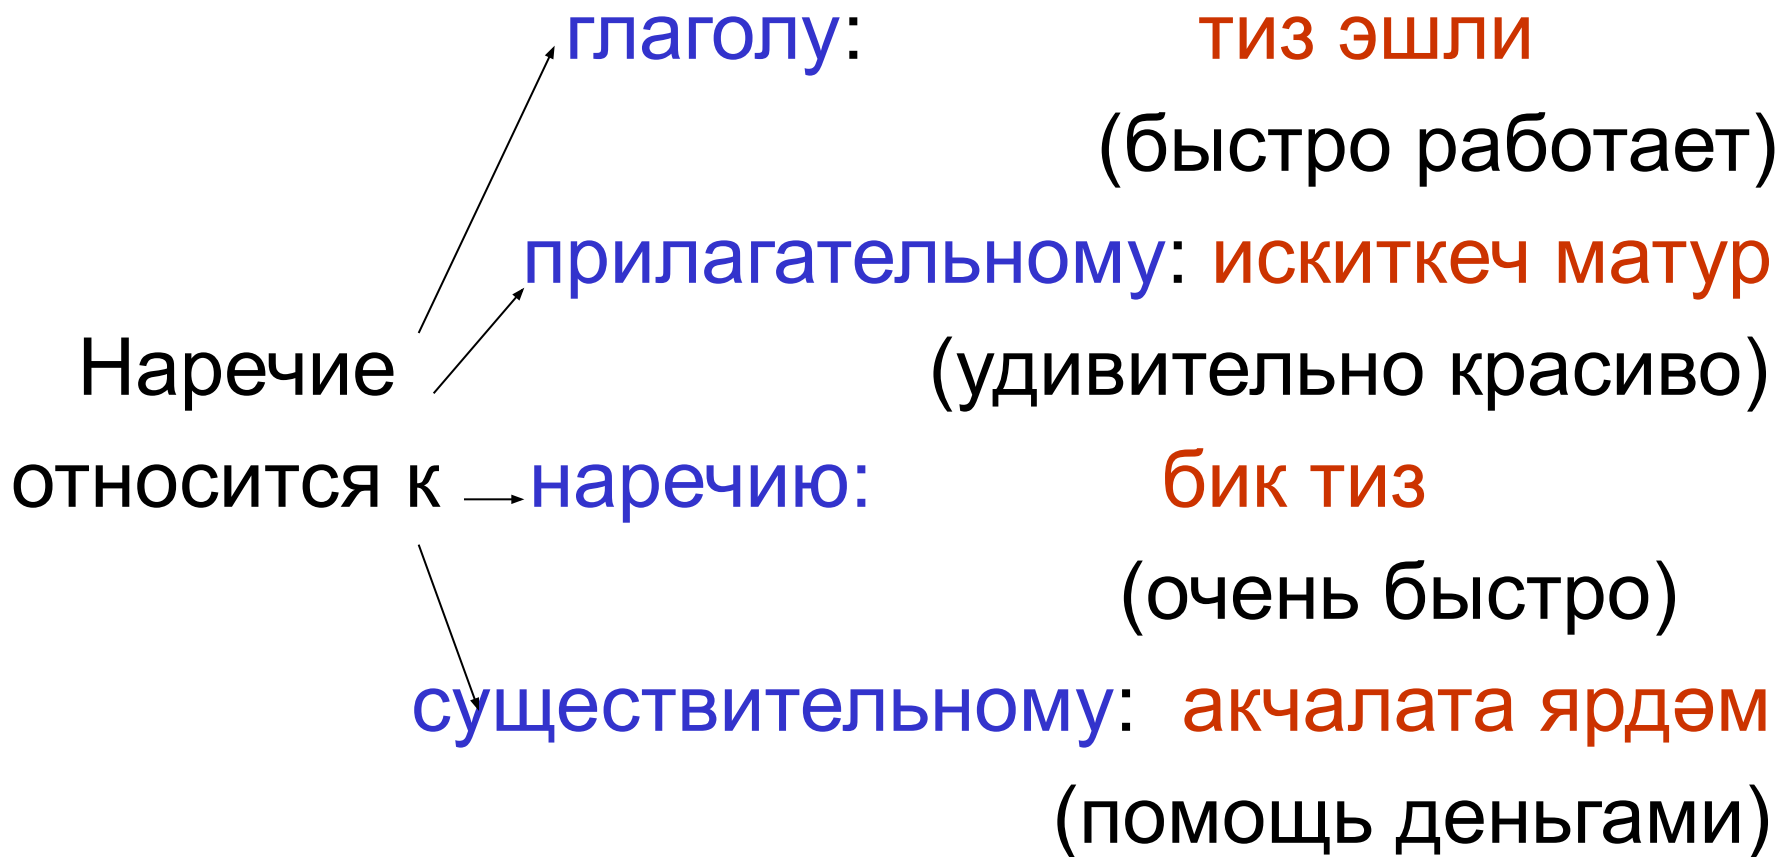 глаголу: тиз эшли
(быстро работает)
прилагательному: искиткеч матур
Наречие (удивительно красиво)
относится к наречию: бик тиз
(очень быстро)
существительному: акчалата ярдәм
(помощь деньгами)